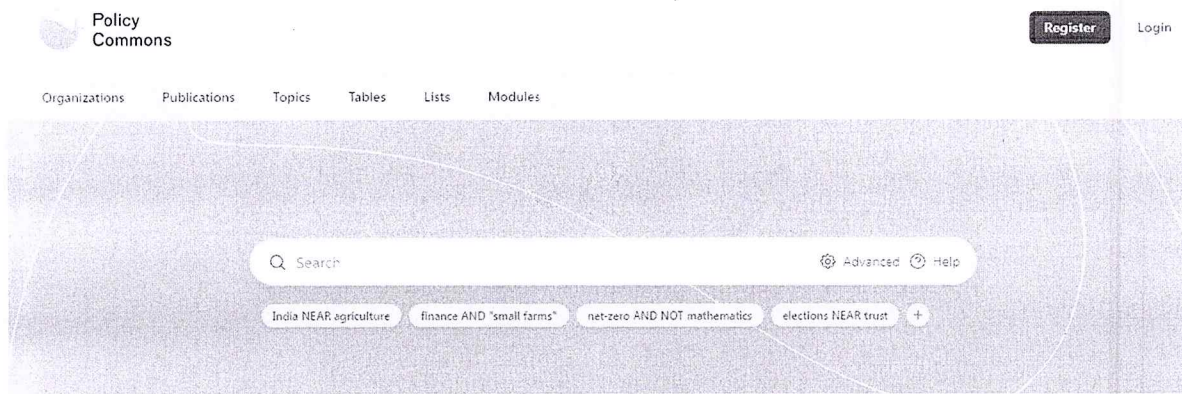 Policy
Commons
Register
Login
Organizations Publications Topics Tables Lists Modules
Search
Advanced Help
India NEAR agriculture finance AND "small farms" net-zero AND NOT mathematics elections NEAR trust +